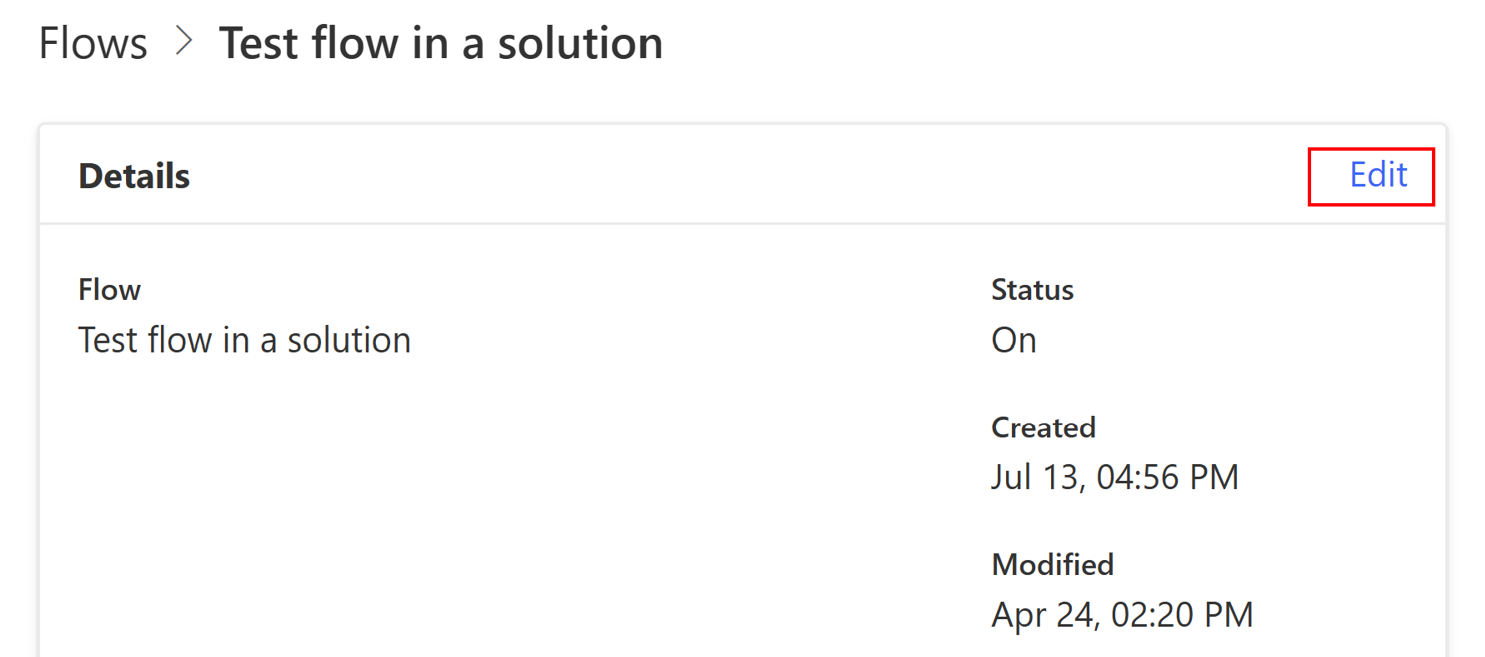 Flows > Test flow in a solution
Details
Edit
Flow
Test flow in a solution
Status
On
Created
Jul 13, 04:56 PM
Modified
Apr 24, 02:20 PM